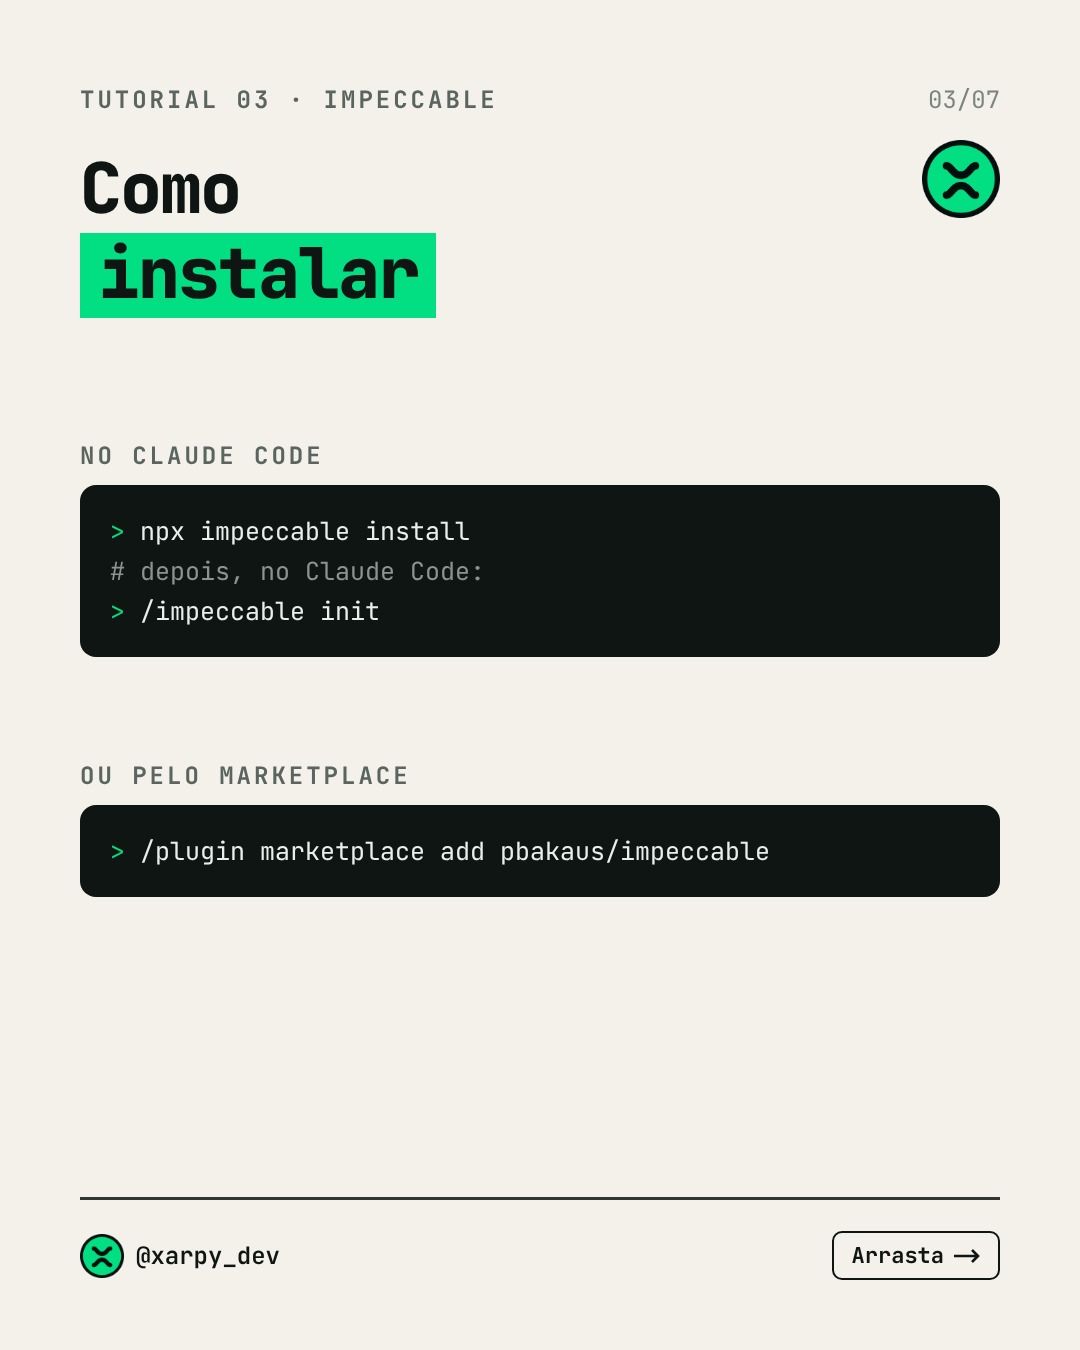 TUTORIAL 03 · IMPECCABLE
03/07
Como
instalar
NO CLAUDE CODE
> npx impeccable install
# depois, no Claude Code:
> /impeccable init
OU PELO MARKETPLACE
> /plugin marketplace add pbakaus/impeccable
@xarpy_dev
Arrasta →